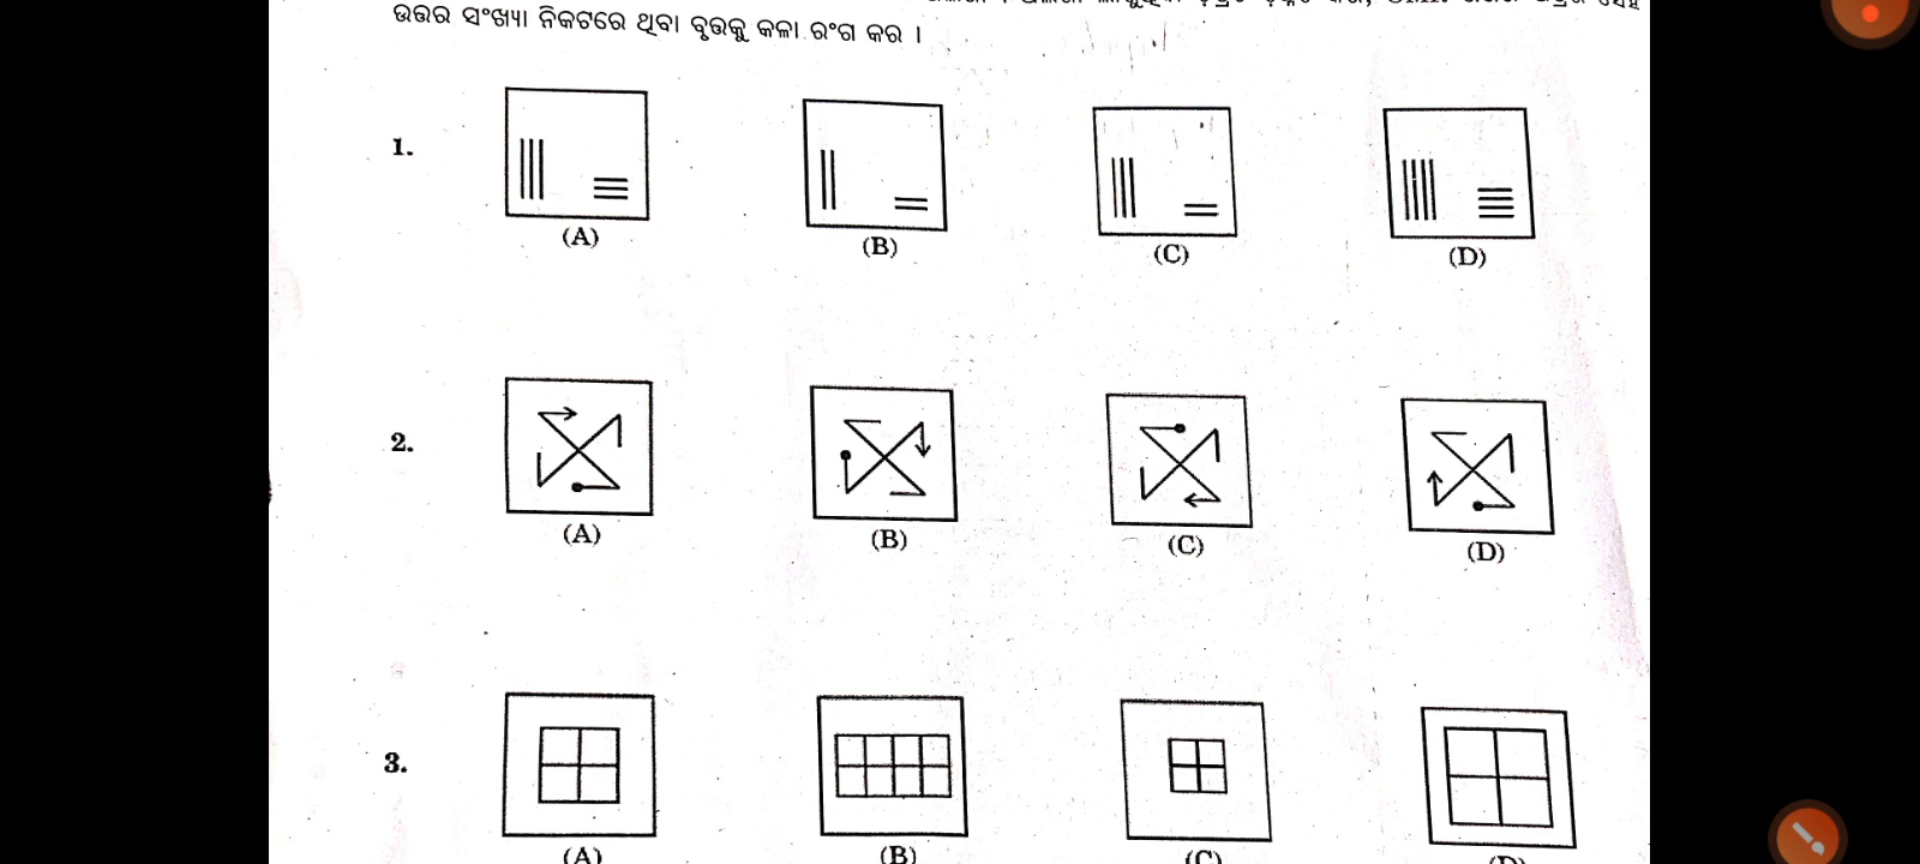 ଉତ୍ତର ସଂଖ୍ୟା ନିକଟରେ ଥିବା ବୃତ୍ତକୁ କଳା ରଂଗ କର ।
1.
(A) (B) (C) (D)
2.
(A) (B) (C) (D)
3.
(A) (B) (C) (D)